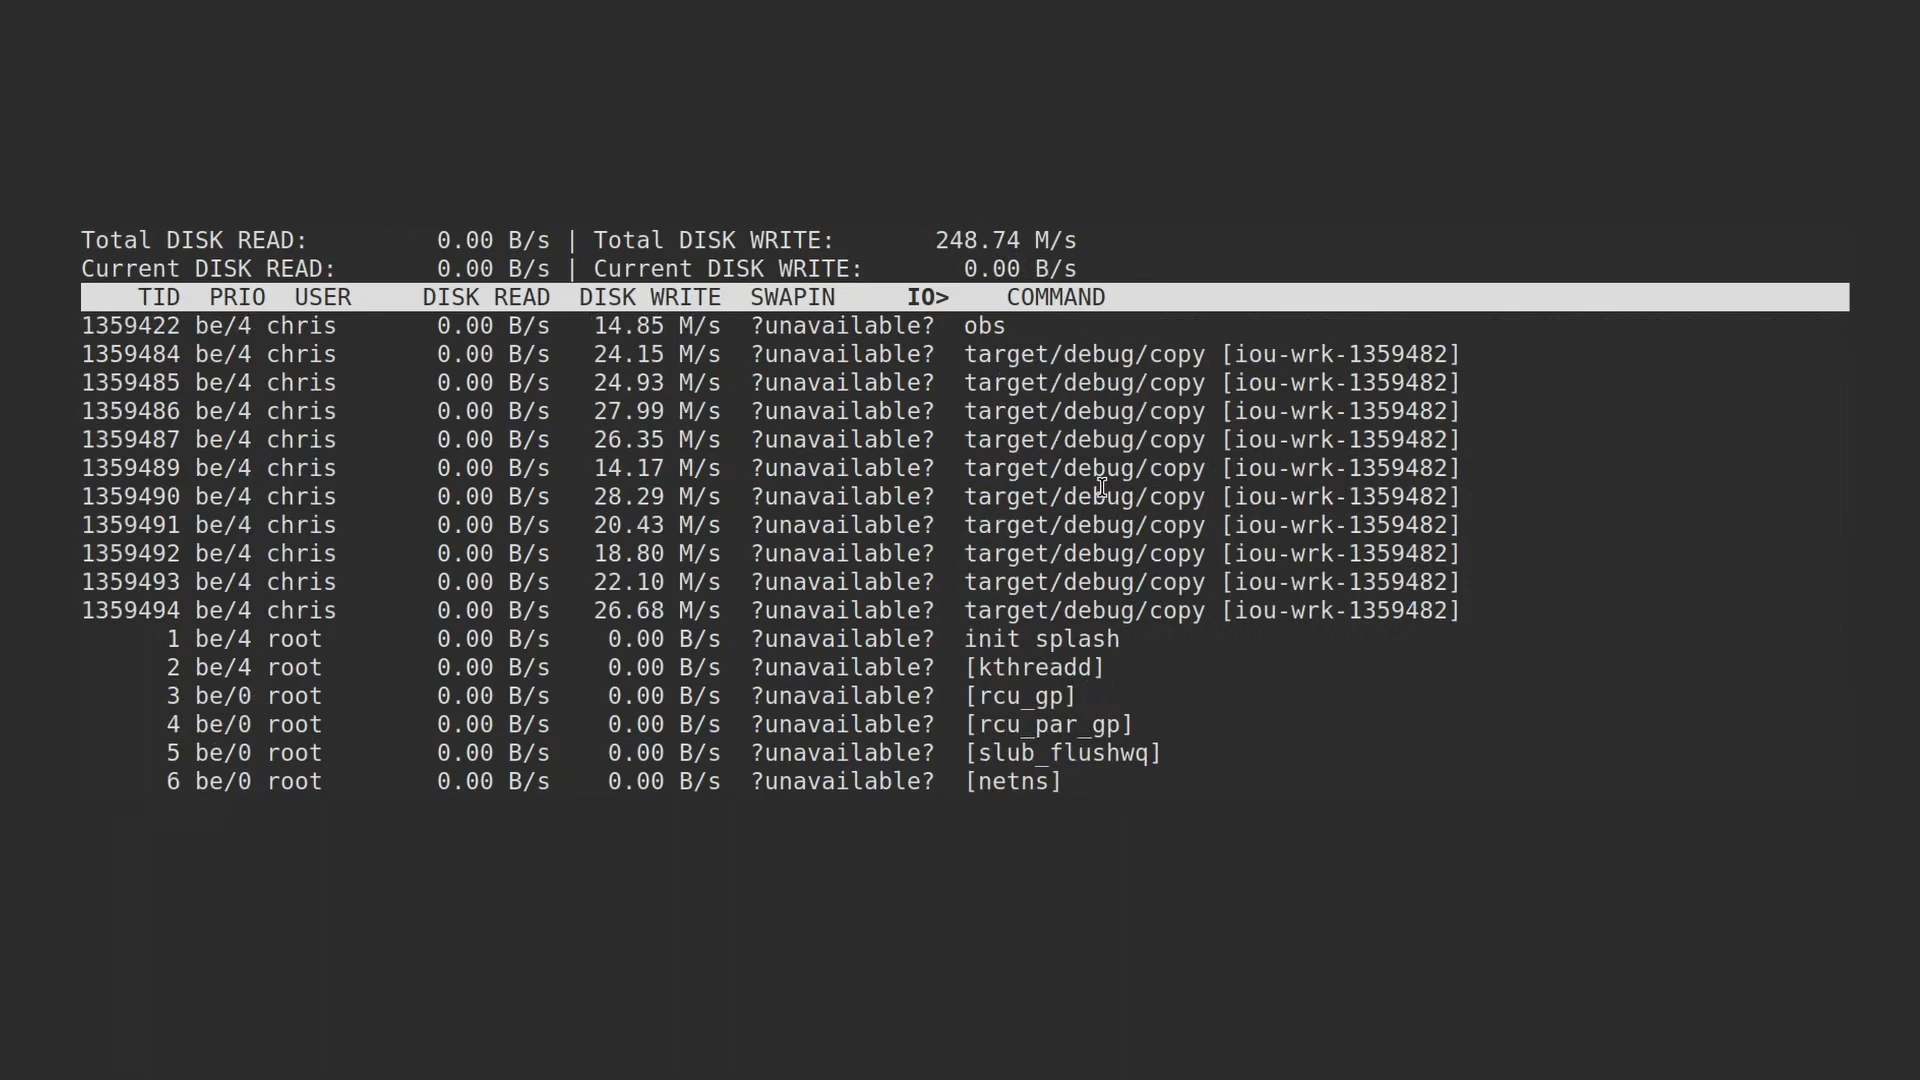 Total DISK READ:         0.00 B/s | Total DISK WRITE:       248.74 M/s
Current DISK READ:       0.00 B/s | Current DISK WRITE:       0.00 B/s
    TID  PRIO  USER     DISK READ  DISK WRITE  SWAPIN     IO>    COMMAND
1359422 be/4 chris       0.00 B/s   14.85 M/s  ?unavailable?  obs
1359484 be/4 chris       0.00 B/s   24.15 M/s  ?unavailable?  target/debug/copy [iou-wrk-1359482]
1359485 be/4 chris       0.00 B/s   24.93 M/s  ?unavailable?  target/debug/copy [iou-wrk-1359482]
1359486 be/4 chris       0.00 B/s   27.99 M/s  ?unavailable?  target/debug/copy [iou-wrk-1359482]
1359487 be/4 chris       0.00 B/s   26.35 M/s  ?unavailable?  target/debug/copy [iou-wrk-1359482]
1359489 be/4 chris       0.00 B/s   14.17 M/s  ?unavailable?  target/debug/copy [iou-wrk-1359482]
1359490 be/4 chris       0.00 B/s   28.29 M/s  ?unavailable?  target/debug/copy [iou-wrk-1359482]
1359491 be/4 chris       0.00 B/s   20.43 M/s  ?unavailable?  target/debug/copy [iou-wrk-1359482]
1359492 be/4 chris       0.00 B/s   18.80 M/s  ?unavailable?  target/debug/copy [iou-wrk-1359482]
1359493 be/4 chris       0.00 B/s   22.10 M/s  ?unavailable?  target/debug/copy [iou-wrk-1359482]
1359494 be/4 chris       0.00 B/s   26.68 M/s  ?unavailable?  target/debug/copy [iou-wrk-1359482]
      1 be/4 root        0.00 B/s    0.00 B/s  ?unavailable?  init splash
      2 be/4 root        0.00 B/s    0.00 B/s  ?unavailable?  [kthreadd]
      3 be/0 root        0.00 B/s    0.00 B/s  ?unavailable?  [rcu_gp]
      4 be/0 root        0.00 B/s    0.00 B/s  ?unavailable?  [rcu_par_gp]
      5 be/0 root        0.00 B/s    0.00 B/s  ?unavailable?  [slub_flushwq]
      6 be/0 root        0.00 B/s    0.00 B/s  ?unavailable?  [netns]